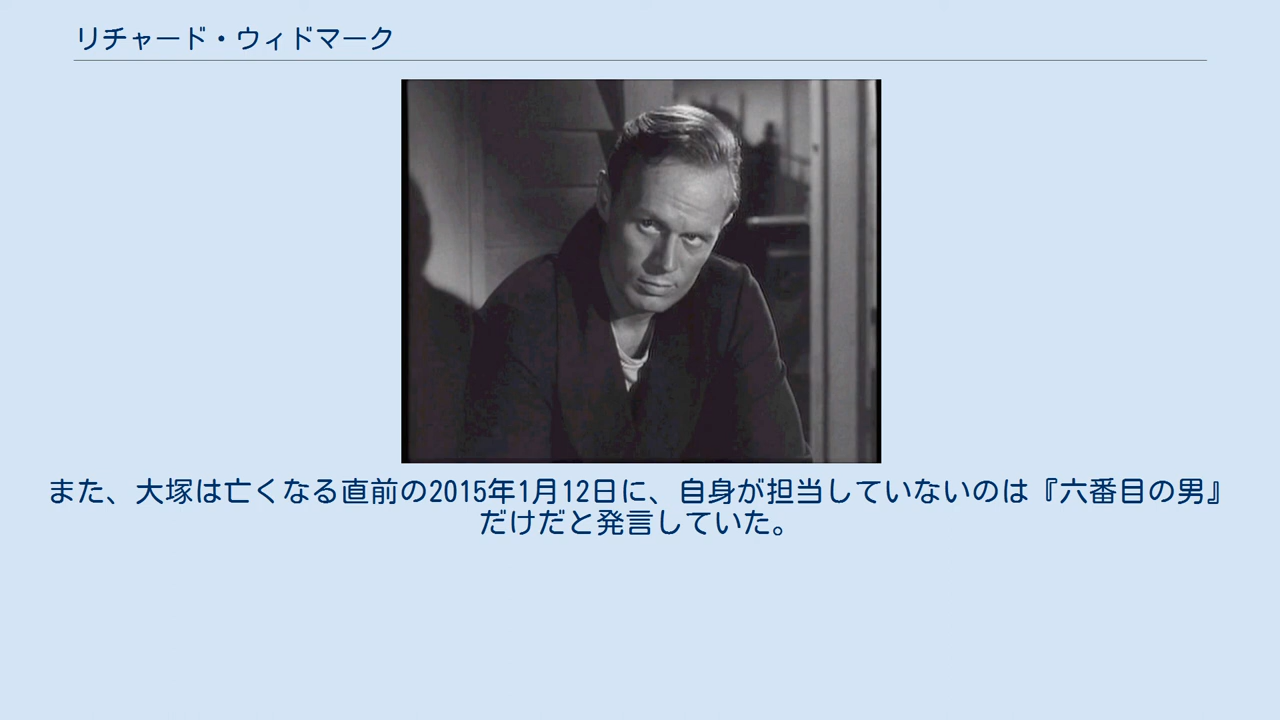 リチャード・ウィドマーク
また、大塚は亡くなる直前の2015年1月12日に、自身が担当していないのは『六番目の男』
だけだと発言していた。